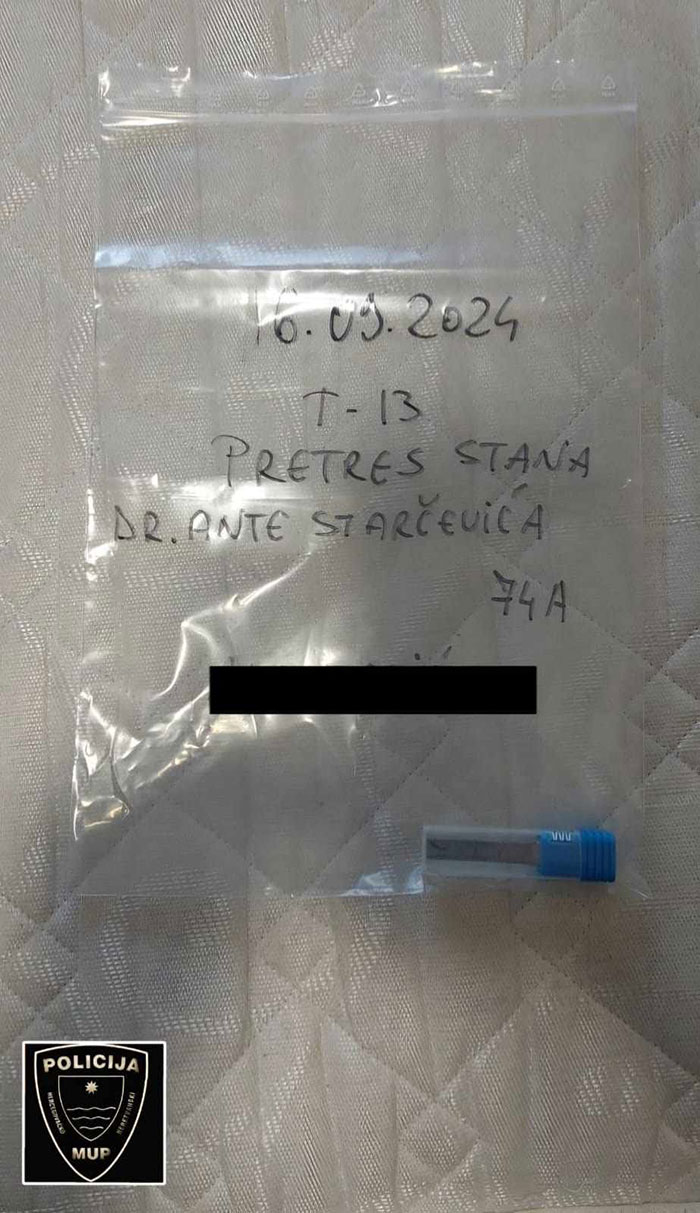 16.09.2024
T-13
PRETRES STANA
DR. ANTE STARČEVIĆA
74A
POLICIJA
MUP